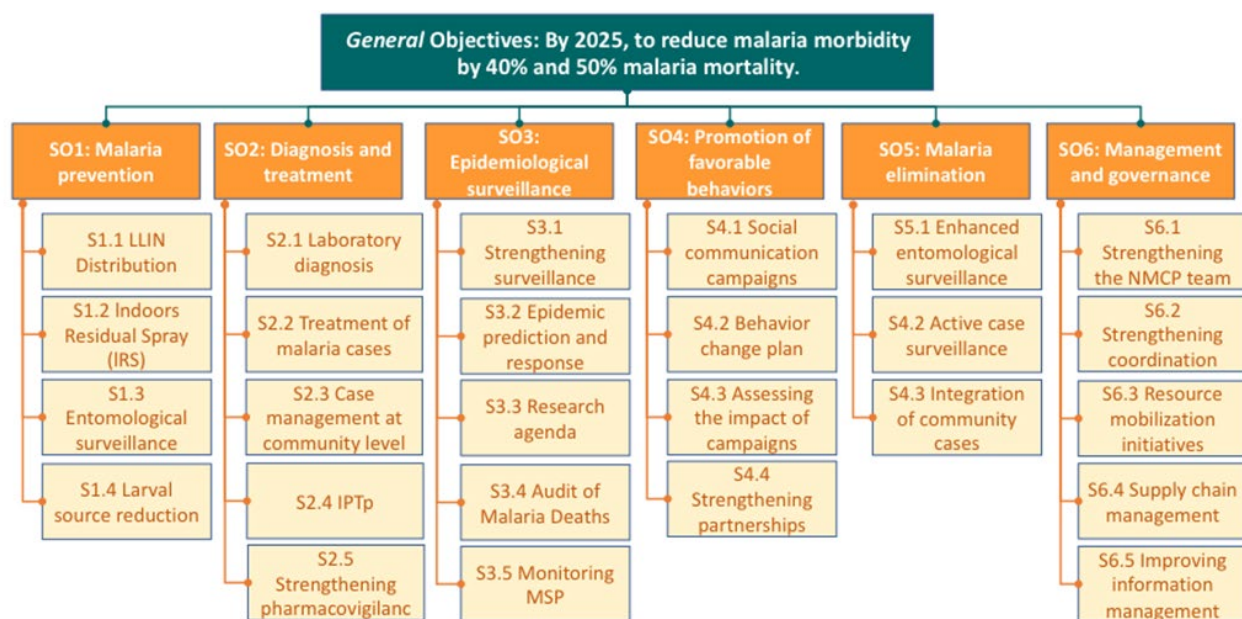 General Objectives: By 2025, to reduce malaria morbidity
by 40% and 50% malaria mortality.
SO1: Malaria
prevention
S1.1 LLIN
Distribution
S1.2 Indoors
Residual Spray
(IRS)
S1.3
Entomological
surveillance
S1.4 Larval
source reduction
SO2: Diagnosis and
treatment
S2.1 Laboratory
diagnosis
S2.2 Treatment of
malaria cases
S2.3 Case
management at
community level
S2.4 IPTp
S2.5
Strengthening
pharmacovigilanc
SO3:
Epidemiological
surveillance
S3.1
Strengthening
surveillance
S3.2 Epidemic
prediction and
response
S3.3 Research
agenda
S3.4 Audit of
Malaria Deaths
S3.5 Monitoring
MSP
SO4: Promotion of
favorable
behaviors
S4.1 Social
communication
campaigns
S4.2 Behavior
change plan
S4.3 Assessing
the impact of
campaigns
S4.4
Strengthening
partnerships
SO5: Malaria
elimination
S5.1 Enhanced
entomological
surveillance
S4.2 Active case
surveillance
S4.3 Integration
of community
cases
SO6: Management
and governance
S6.1
Strengthening
the NMCP team
S6.2
Strengthening
coordination
S6.3 Resource
mobilization
initiatives
S6.4 Supply chain
management
S6.5 Improving
information
management